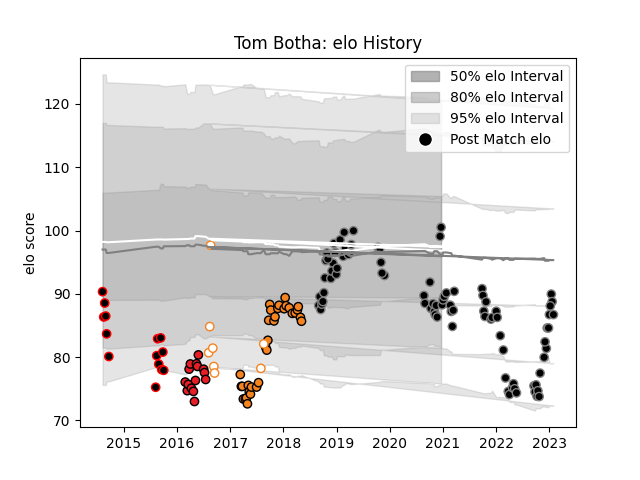 Tom Botha: elo History
50% elo Interval
80% elo Interval
95% elo Interval
Post Match elo
elo score
120
110
100
90
80
70
2015 2016 2017 2018 2019 2020 2021 2022 2023